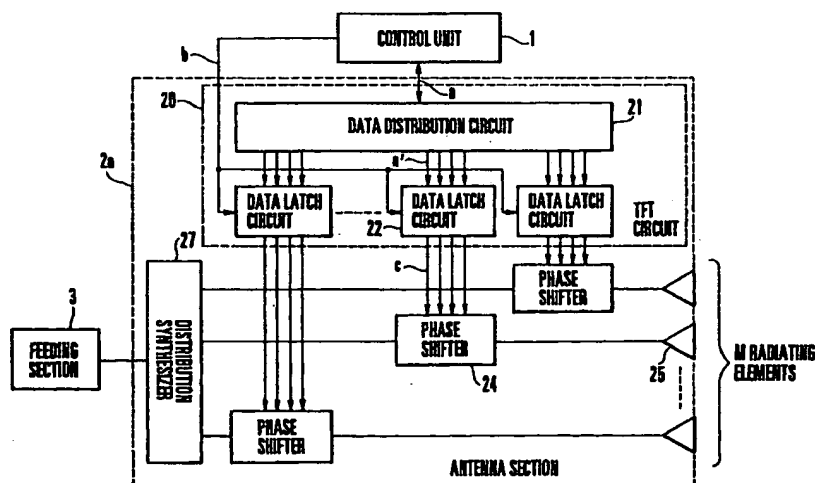 CONTROL UNIT
1
b
a
20
21
DATA DISTRIBUTION CIRCUIT
2a
a'
DATA LATCH
CIRCUIT
DATA LATCH
CIRCUIT
DATA LATCH
CIRCUIT
22
TFT
CIRCUIT
27
c
PHASE
SHIFTER
3
FEEDING
SECTION
DISTRIBUTION
SYNTHESIZER
PHASE
SHIFTER
24
25
M RADIATING
ELEMENTS
PHASE
SHIFTER
ANTENNA SECTION